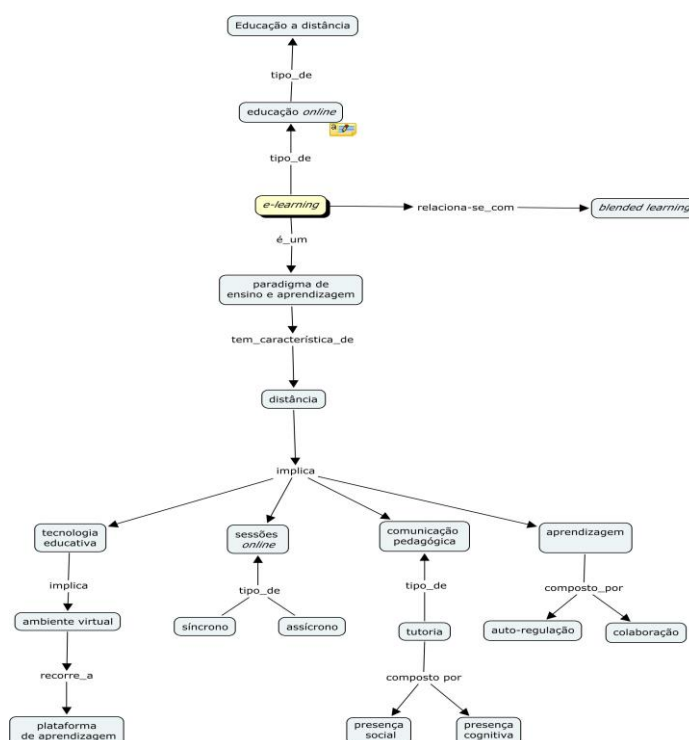 Educação a distância
tipo_de
educação online
tipo_de
e-learning
relaciona-se_com
blended learning
é_um
paradigma de
ensino e aprendizagem
tem_característica_de
distância
implica
tecnologia
educativa
sessões
online
comunicação
pedagógica
aprendizagem
implica
tipo_de
tipo_de
composto_por
ambiente virtual
síncrono
assícrono
tutoria
auto-regulação
colaboração
recorre_a
composto por
plataforma
de aprendizagem
presença
social
presença
cognitiva